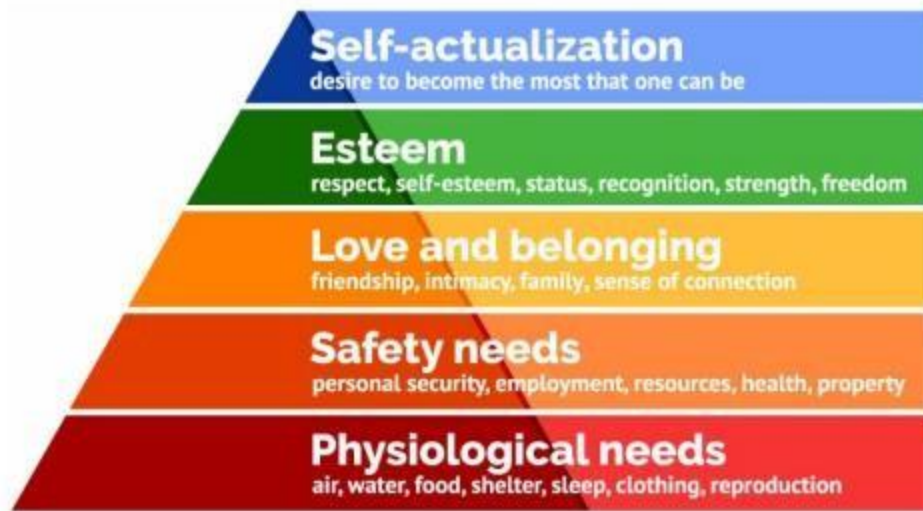 Self-actualization
desire to become the most that one can be
Esteem
respect, self-esteem, status, recognition, strength, freedom
Love and belonging
friendship, intimacy, family, sense of connection
Safety needs
personal security, employment, resources, health, property
Physiological needs
air, water, food, shelter, sleep, clothing, reproduction